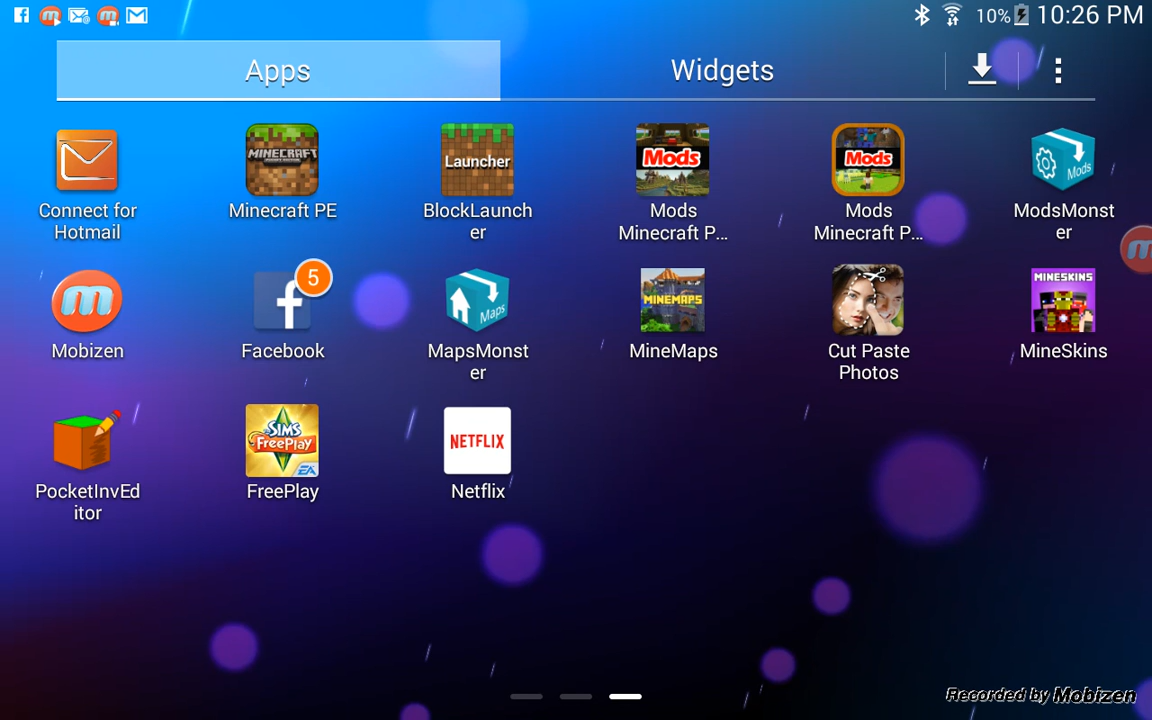 10% 10:26 PM
Apps
Widgets
MINECRAFT
Launcher
Mods
Mods
Mods
Connect for
Hotmail
Minecraft PE
BlockLaunch
er
Mods
Minecraft P...
Mods
Minecraft P...
ModsMonst
er
m
f
5
Maps
MINEMAPS
MINESKINS
Mobizen
Facebook
MapsMonst
er
MineMaps
Cut Paste
Photos
MineSkins
THE SIMS
FreePlay
EA
NETFLIX
PocketInvEd
itor
FreePlay
Netflix
Recorded by Mobizen